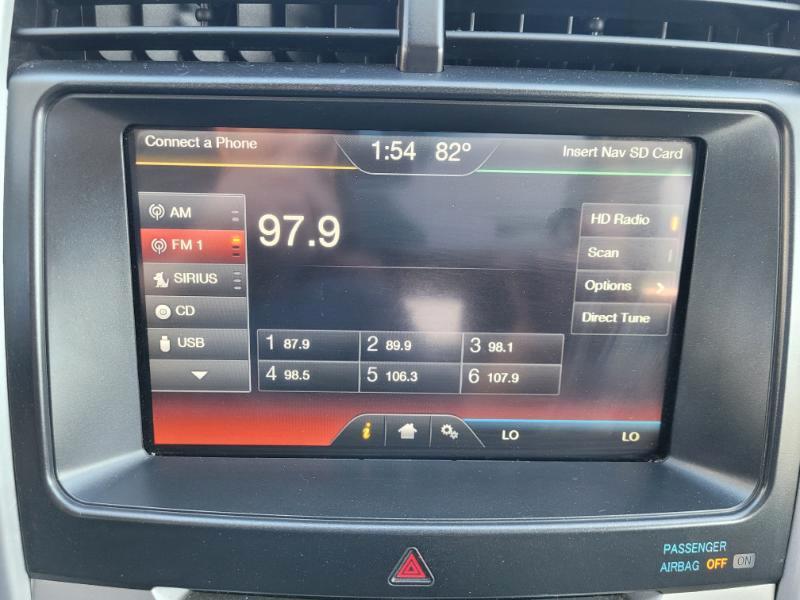 Connect a Phone
1:54 82°
Insert Nav SD Card
AM
FM 1
SIRIUS
CD
USB
97.9
HD Radio
Scan
Options
Direct Tune
1 87.9 2 89.9 3 98.1
4 98.5 5 106.3 6 107.9
i
LO LO
PASSENGER
AIRBAG OFF ON